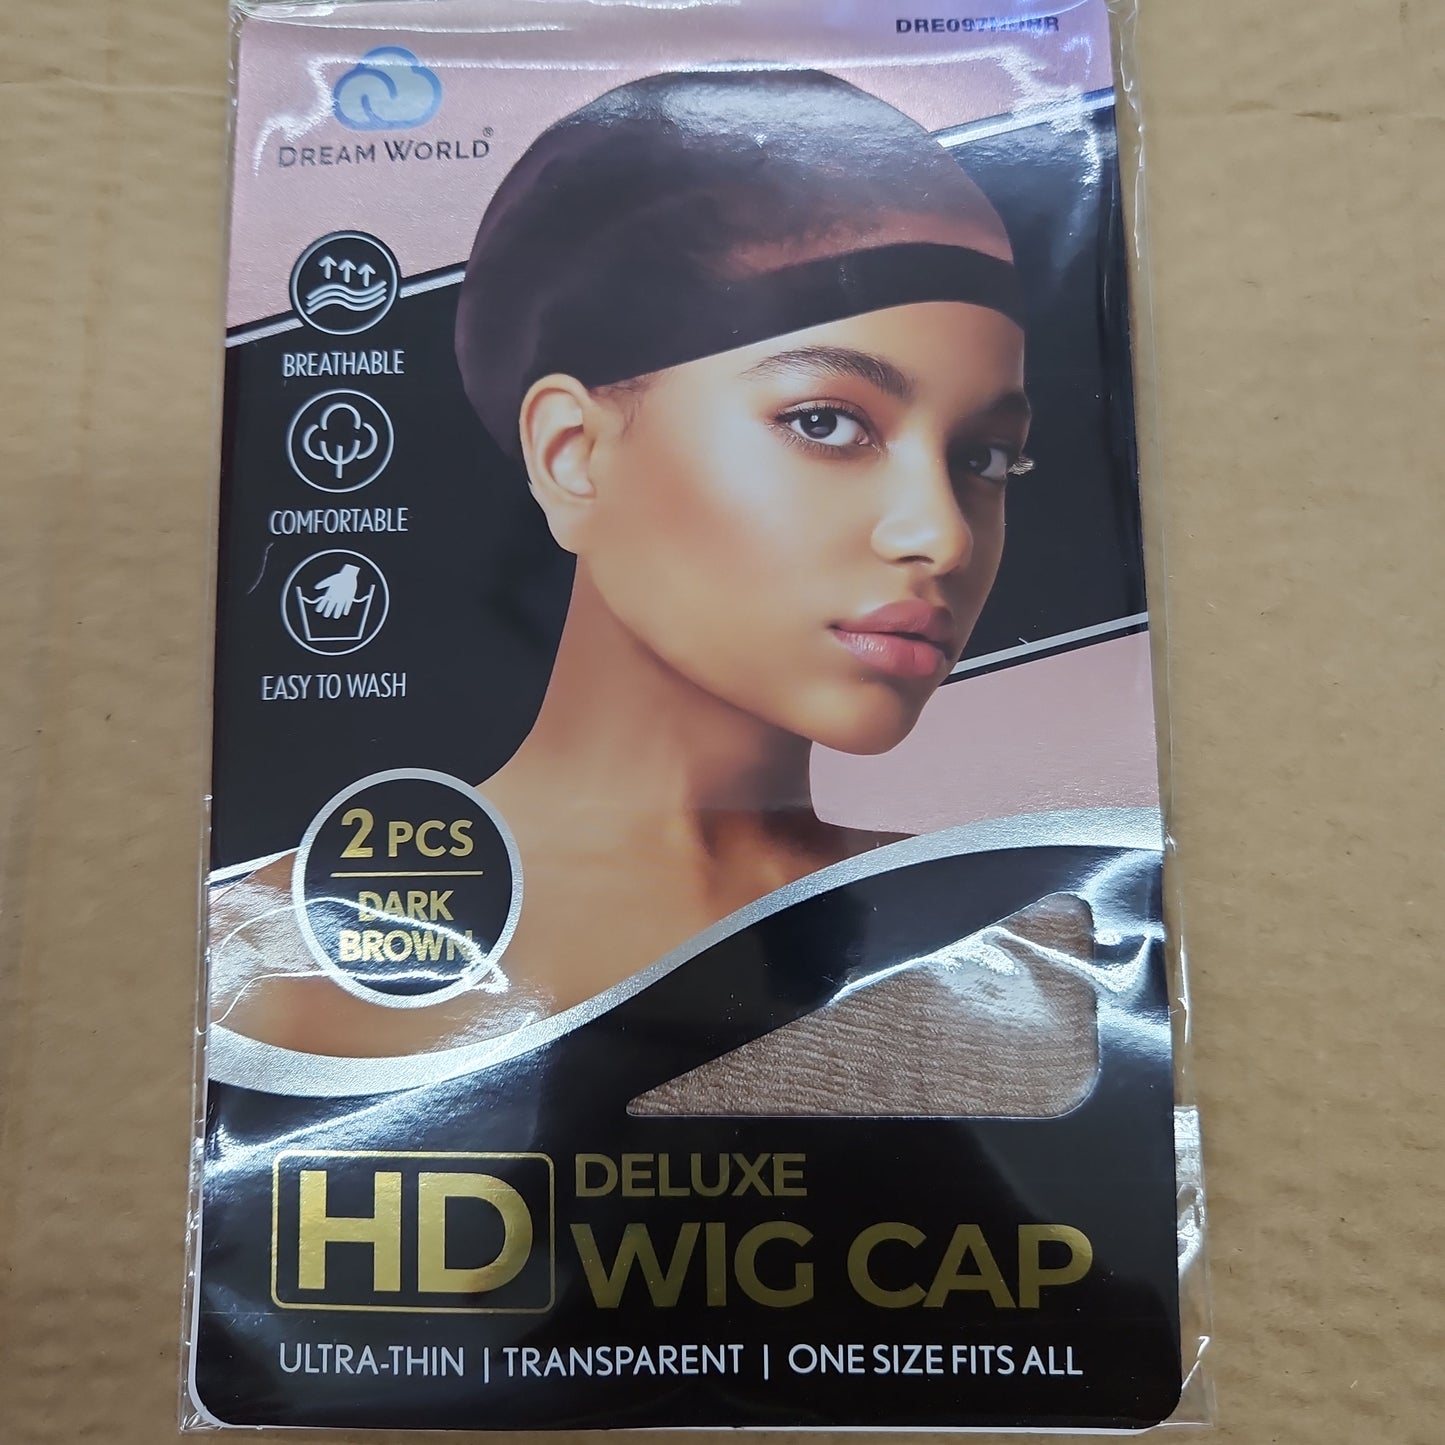 DREAM WORLD®
BREATHABLE
COMFORTABLE
EASY TO WASH
2 PCS
DARK
BROWN
HD
DELUXE
WIG CAP
ULTRA-THIN | TRANSPARENT | ONE SIZE FITS ALL